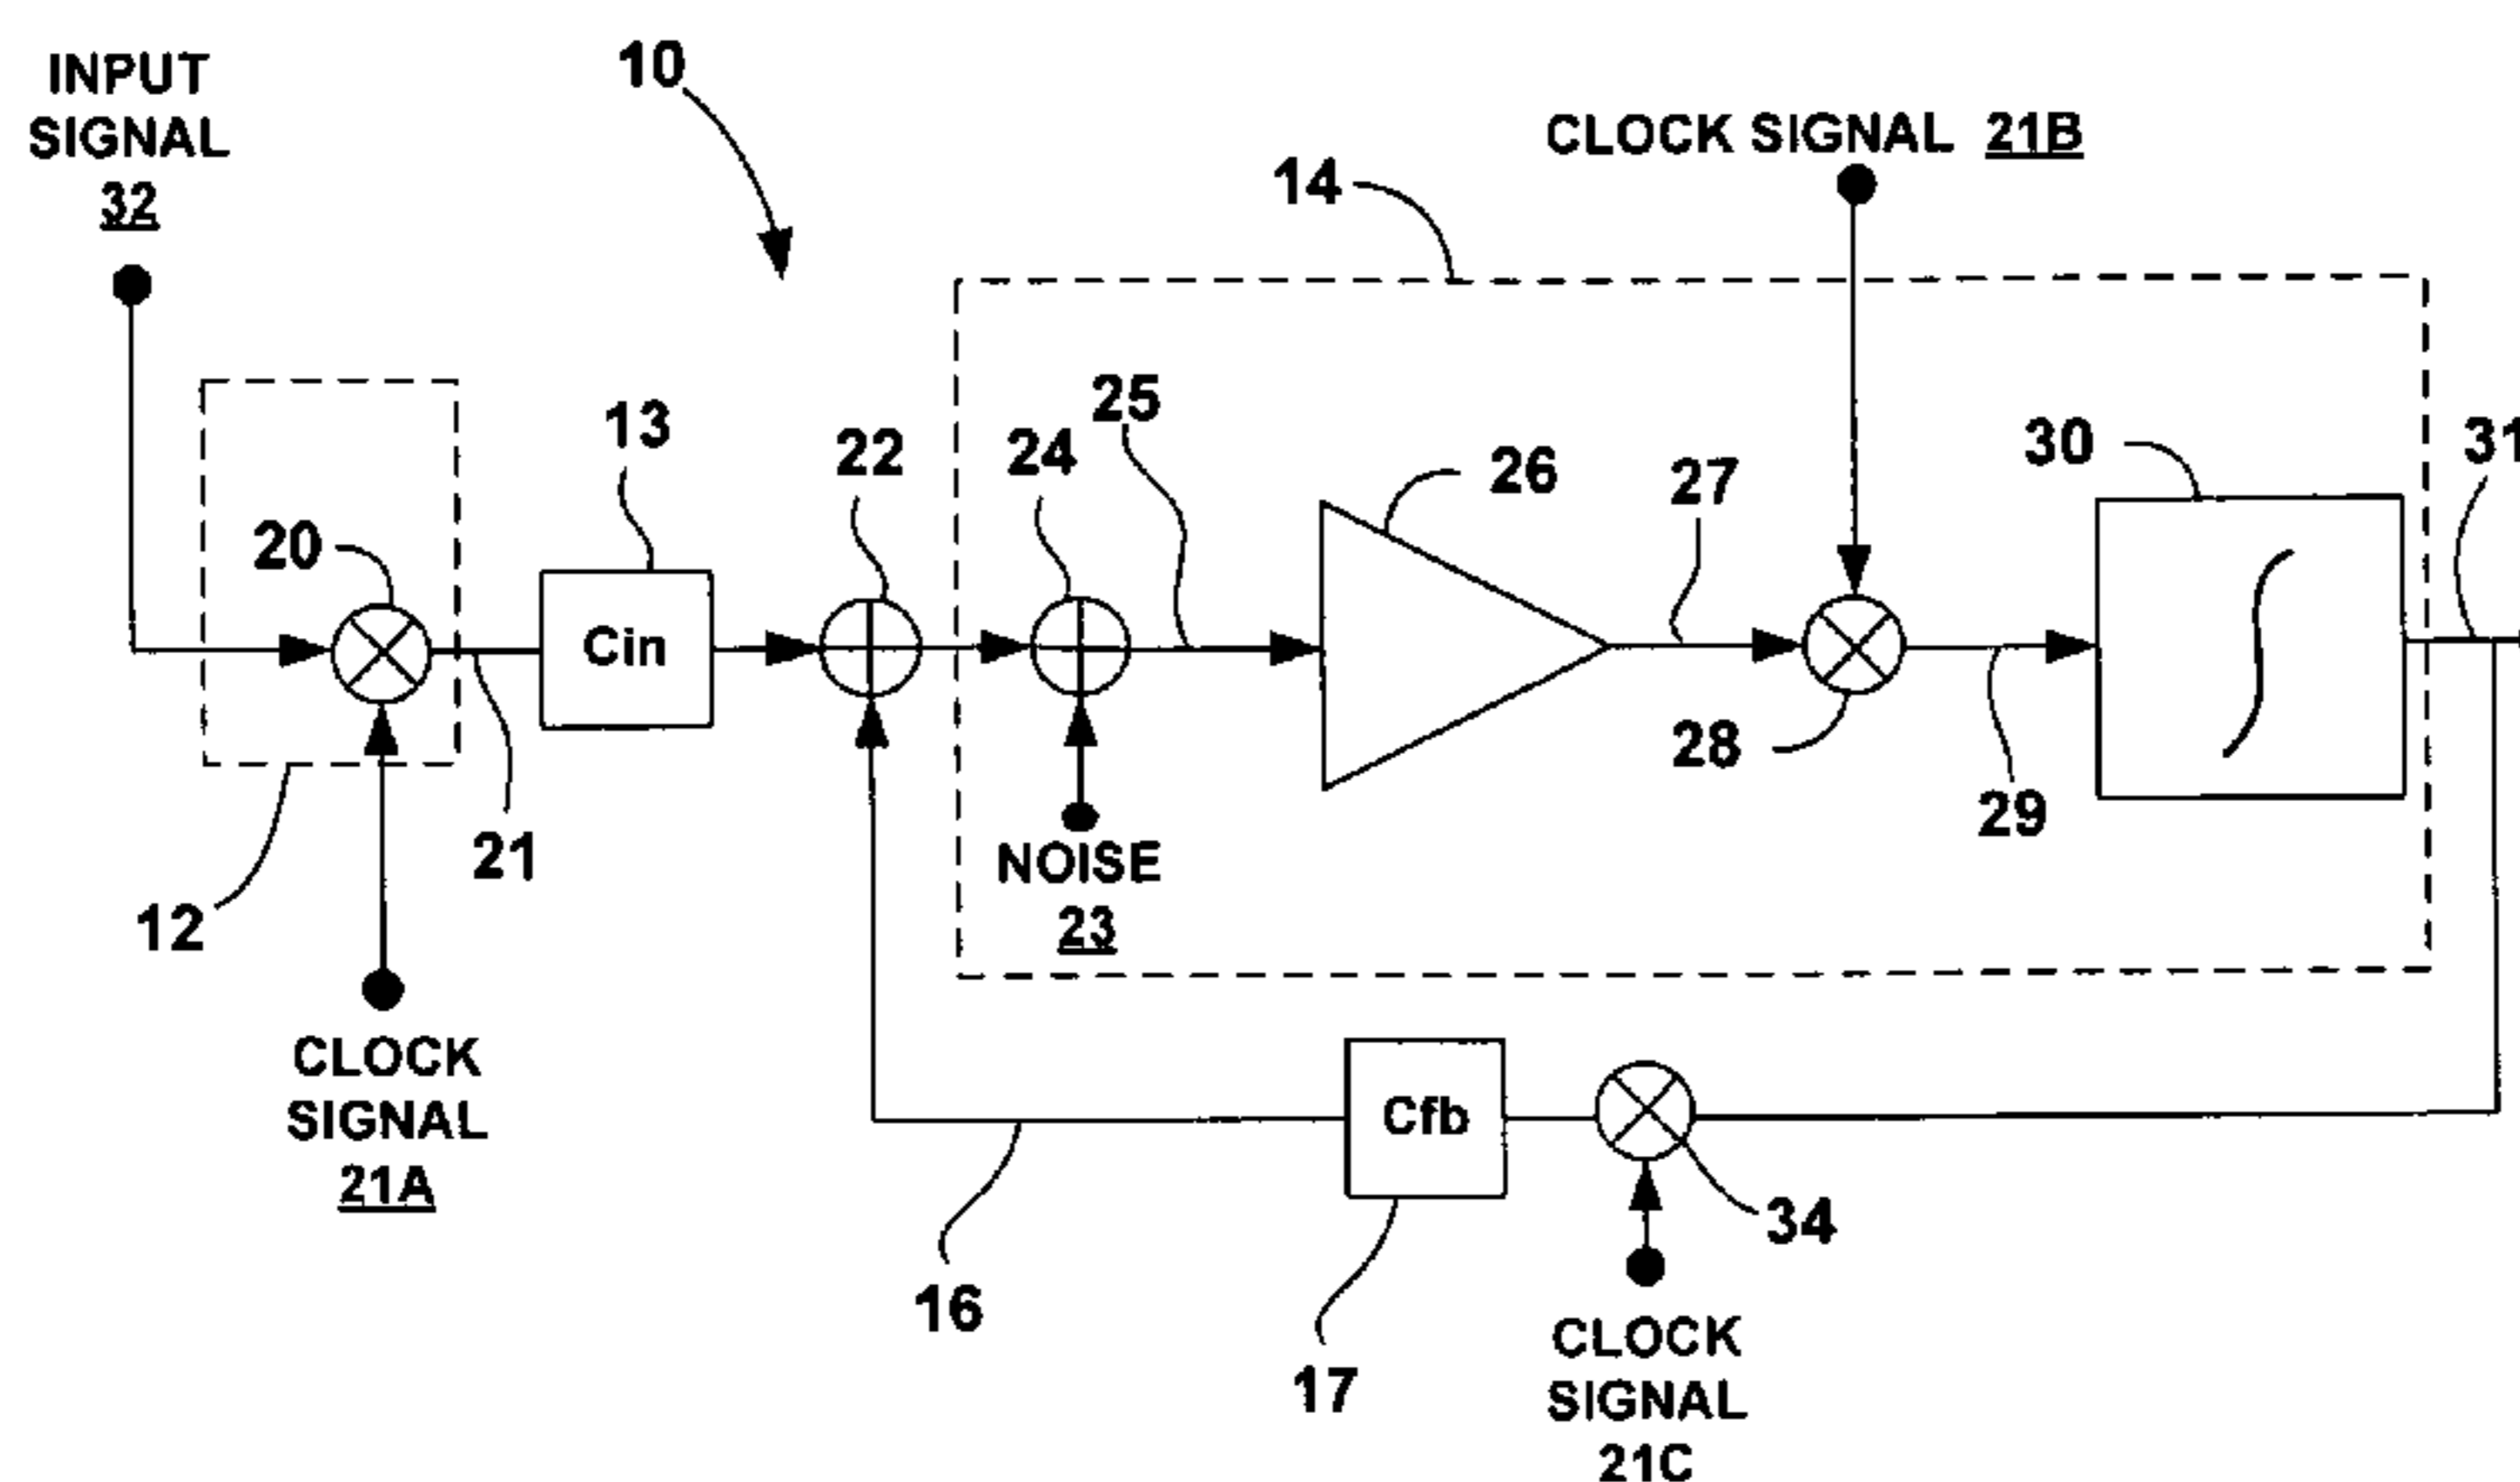 INPUT
SIGNAL
32
10
CLOCK SIGNAL 21B
14
13
22
24
25
26
27
30
31
20
Cin
28
29
21
12
NOISE
23
CLOCK
SIGNAL
21A
Cfb
16
17
34
CLOCK
SIGNAL
21C